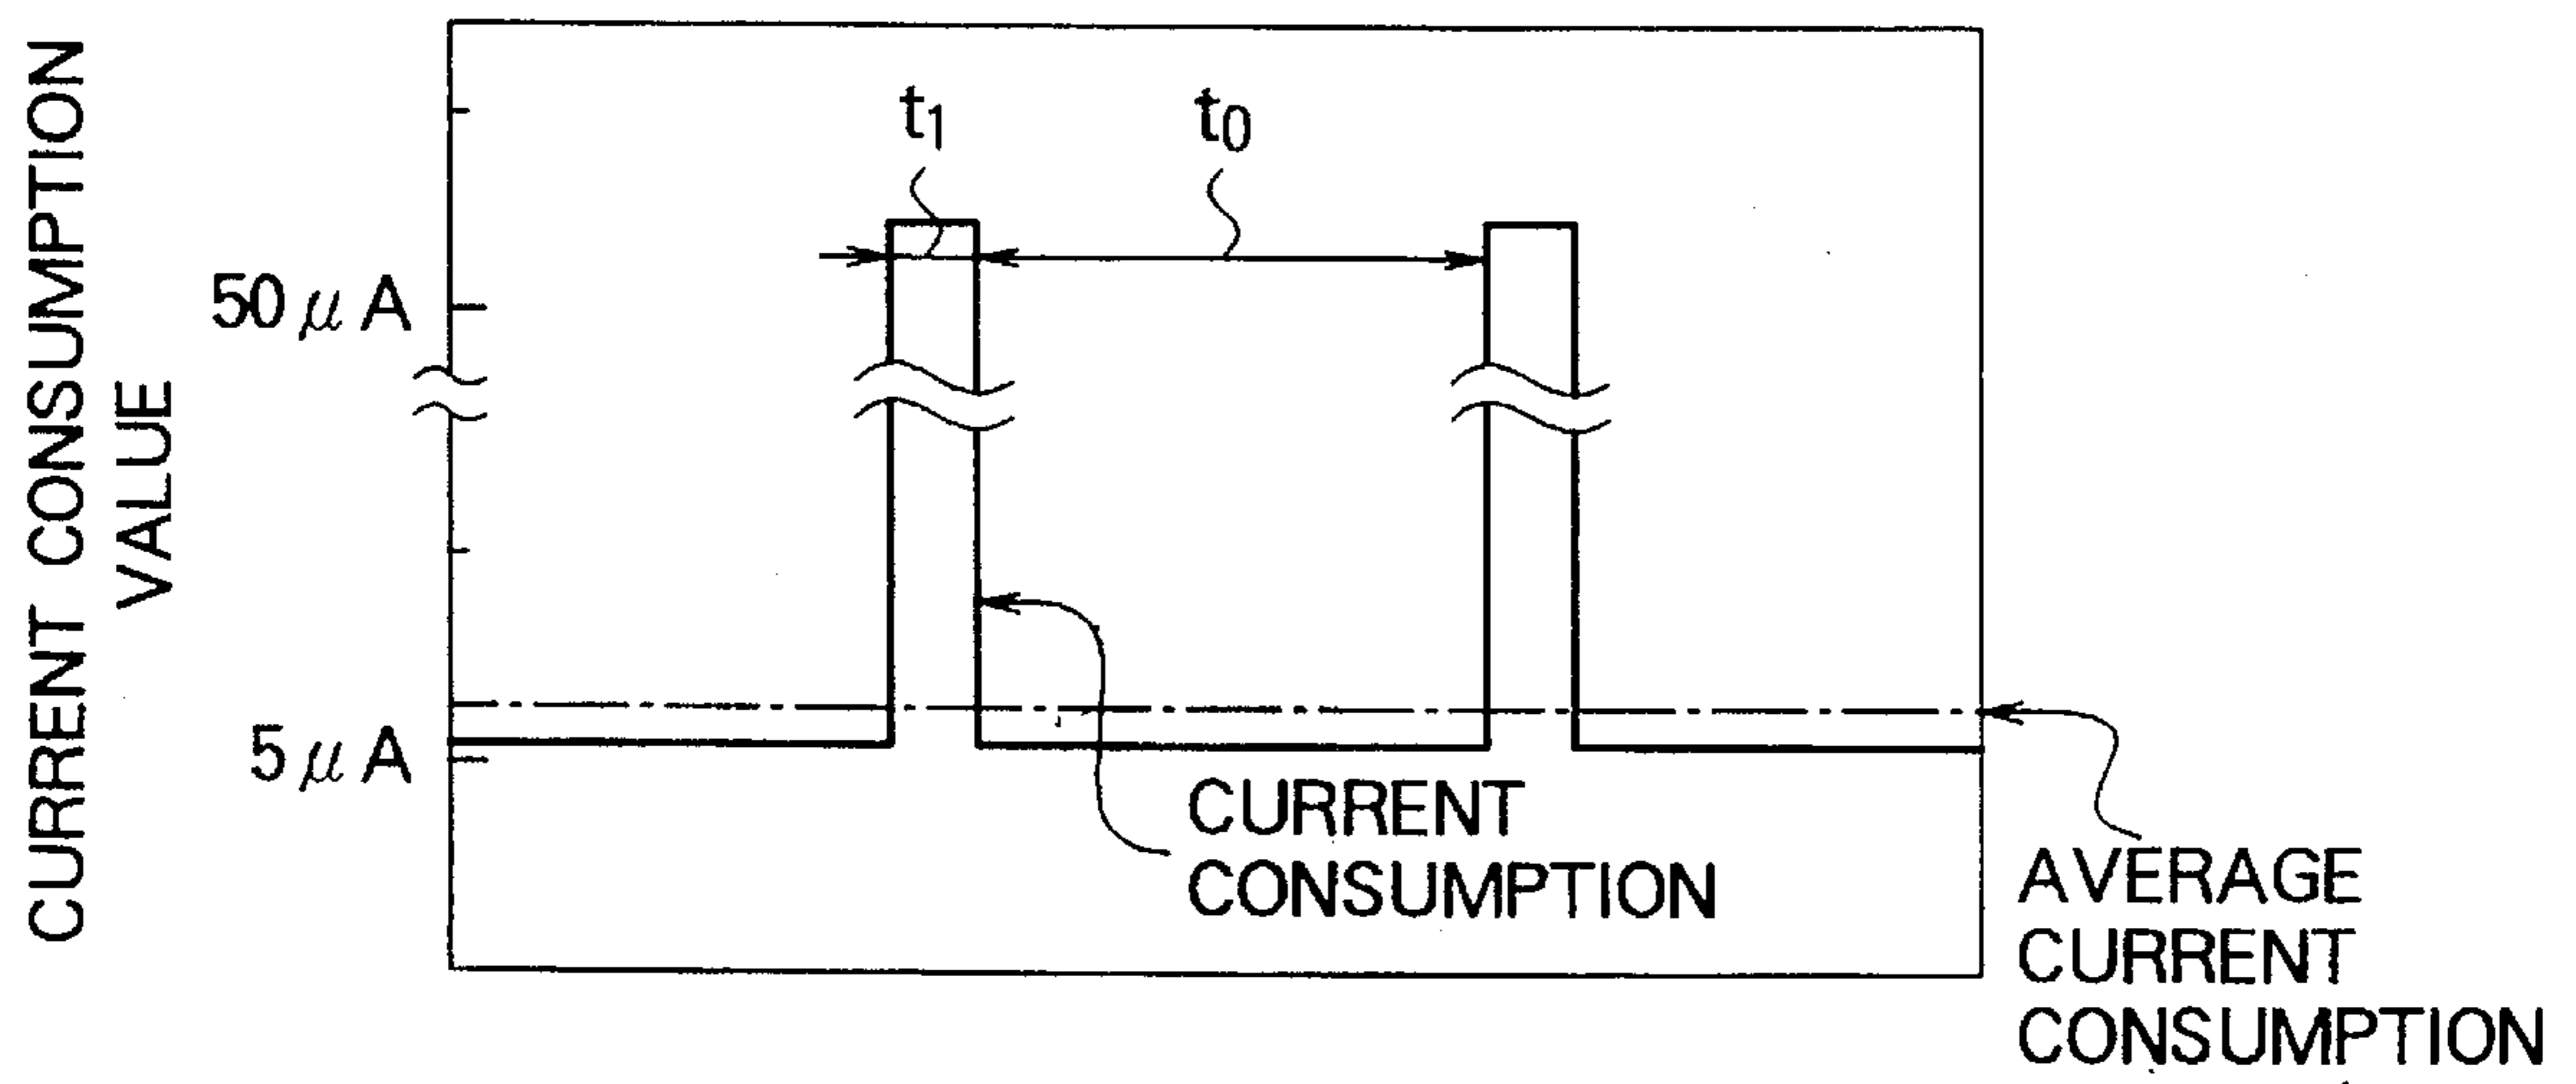 CURRENT CONSUMPTION
VALUE
t1
t0
50 μ A
5 μ A
CURRENT
CONSUMPTION
AVERAGE
CURRENT
CONSUMPTION